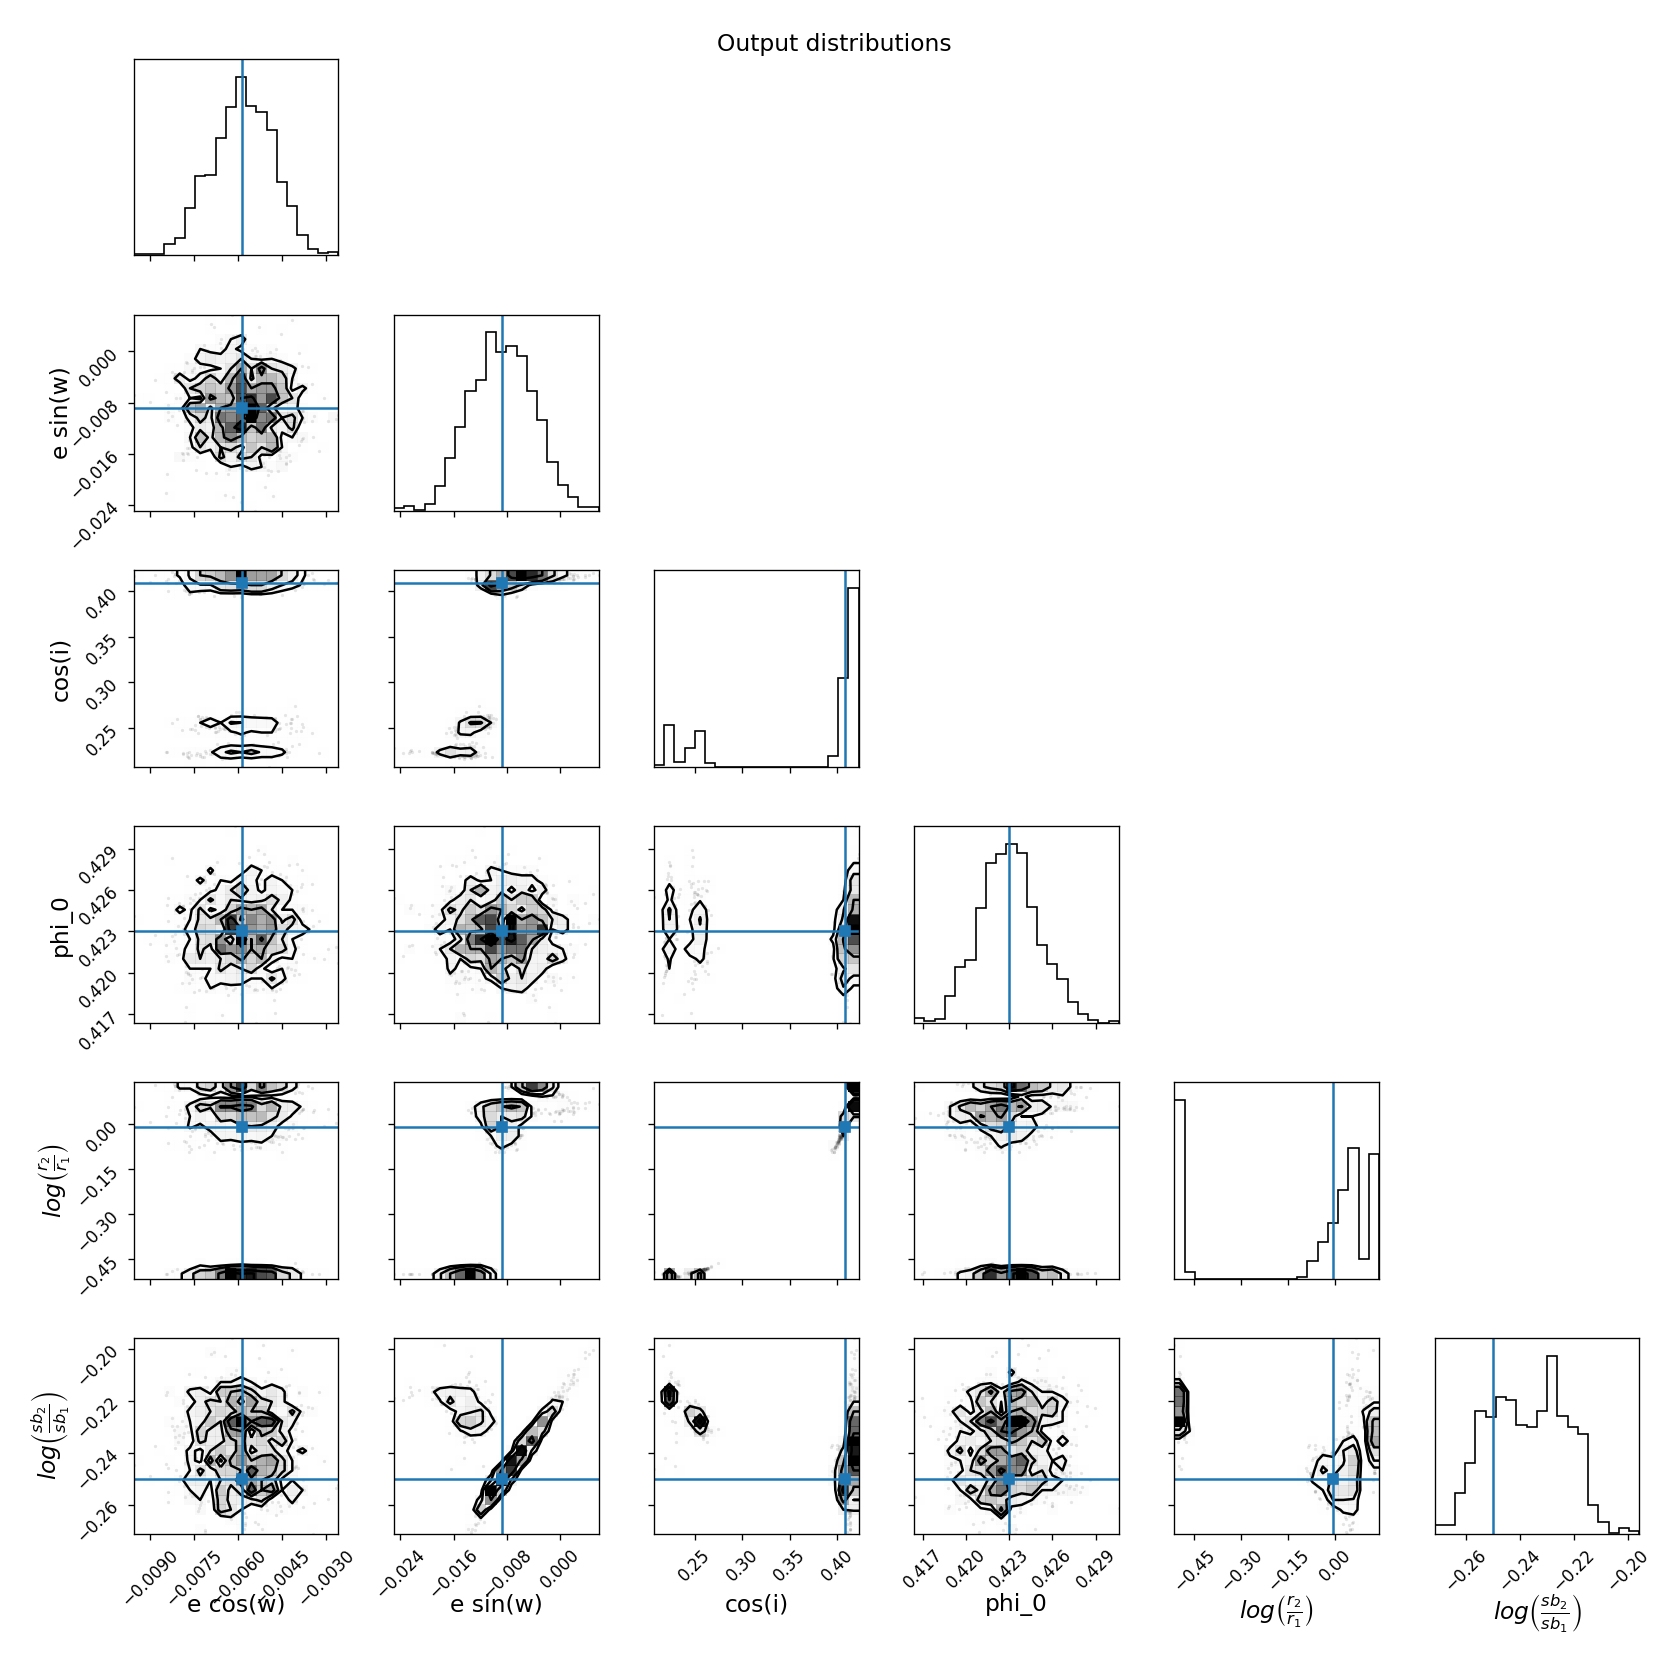 Output distributions
e sin(w)
0.000
−0.008
−0.016
−0.024
cos(i)
0.40
0.35
0.30
0.25
phi_0
0.429
0.426
0.423
0.420
0.417
log(r₂/r₁)
0.00
−0.15
−0.30
−0.45
log(sb₂/sb₁)
−0.20
−0.22
−0.24
−0.26
−0.0090 −0.0075 −0.0060 −0.0045 −0.0030
−0.024 −0.016 −0.008 0.000
0.25 0.30 0.35 0.40
0.417 0.420 0.423 0.426 0.429
−0.45 −0.30 −0.15 0.00
−0.26 −0.24 −0.22 −0.20
e cos(w) e sin(w) cos(i) phi_0 log(r₂/r₁) log(sb₂/sb₁)